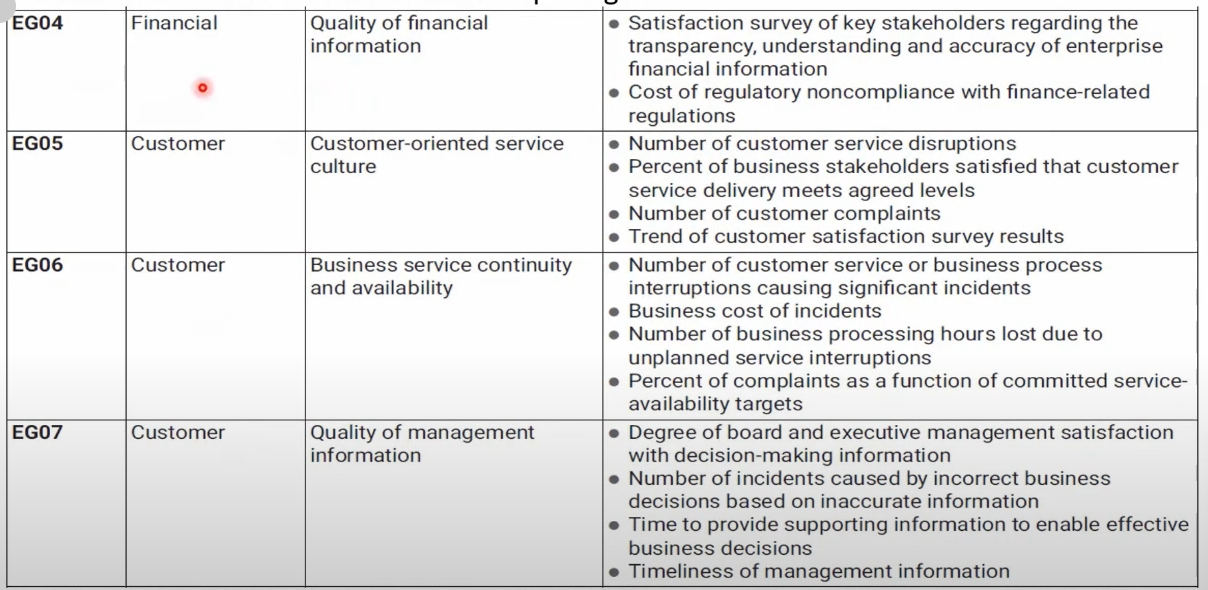 EG04 Financial Quality of financial information
• Satisfaction survey of key stakeholders regarding the
transparency, understanding and accuracy of enterprise
financial information
• Cost of regulatory noncompliance with finance-related
regulations
EG05 Customer Customer-oriented service culture
• Number of customer service disruptions
• Percent of business stakeholders satisfied that customer
service delivery meets agreed levels
• Number of customer complaints
• Trend of customer satisfaction survey results
EG06 Customer Business service continuity and availability
• Number of customer service or business process
interruptions causing significant incidents
• Business cost of incidents
• Number of business processing hours lost due to
unplanned service interruptions
• Percent of complaints as a function of committed service-
availability targets
EG07 Customer Quality of management information
• Degree of board and executive management satisfaction
with decision-making information
• Number of incidents caused by incorrect business
decisions based on inaccurate information
• Time to provide supporting information to enable effective
business decisions
• Timeliness of management information